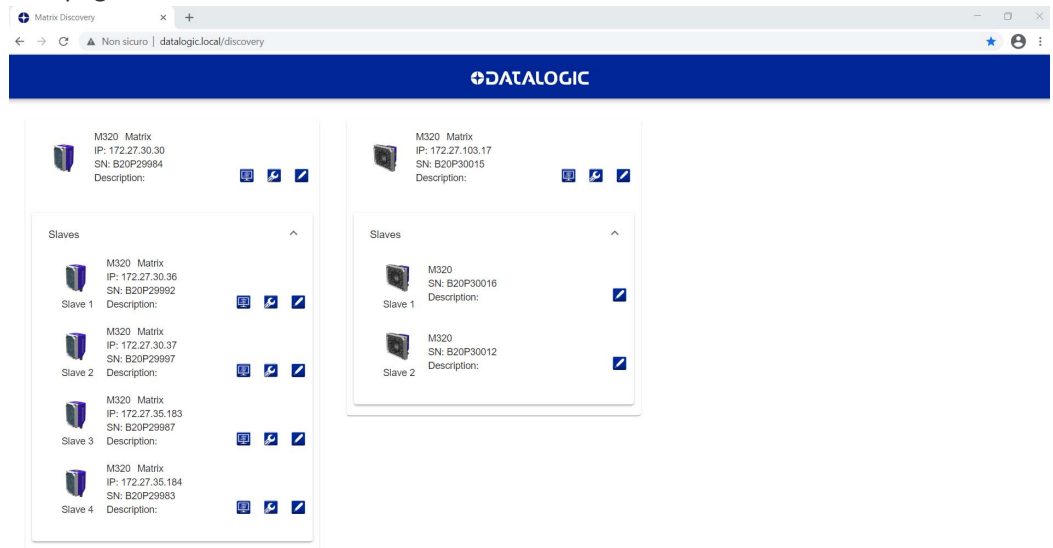 Matrix Discovery
Non sicuro | datalogic.local/discovery
DATALOGIC
M320 Matrix
IP: 172.27.30.30
SN: B20P29984
Description:
Slaves
M320 Matrix
IP: 172.27.30.36
SN: B20P29992
Slave 1 Description:
M320 Matrix
IP: 172.27.30.37
SN: B20P29997
Slave 2 Description:
M320 Matrix
IP: 172.27.35.183
SN: B20P29987
Slave 3 Description:
M320 Matrix
IP: 172.27.35.184
SN: B20P29983
Slave 4 Description:
M320 Matrix
IP: 172.27.103.17
SN: B20P30015
Description:
Slaves
M320
SN: B20P30016
Description:
Slave 1
M320
SN: B20P30012
Description:
Slave 2